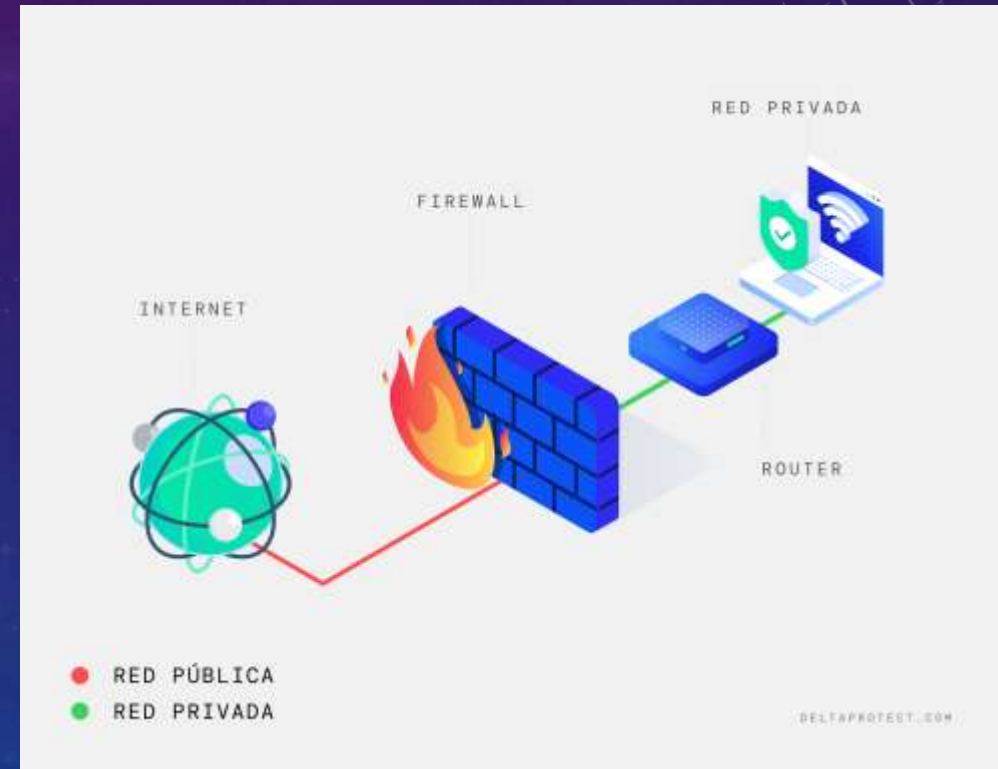 RED PRIVADA
FIREWALL
INTERNET
ROUTER
RED PÚBLICA
RED PRIVADA
DELTAPROTECT.COM